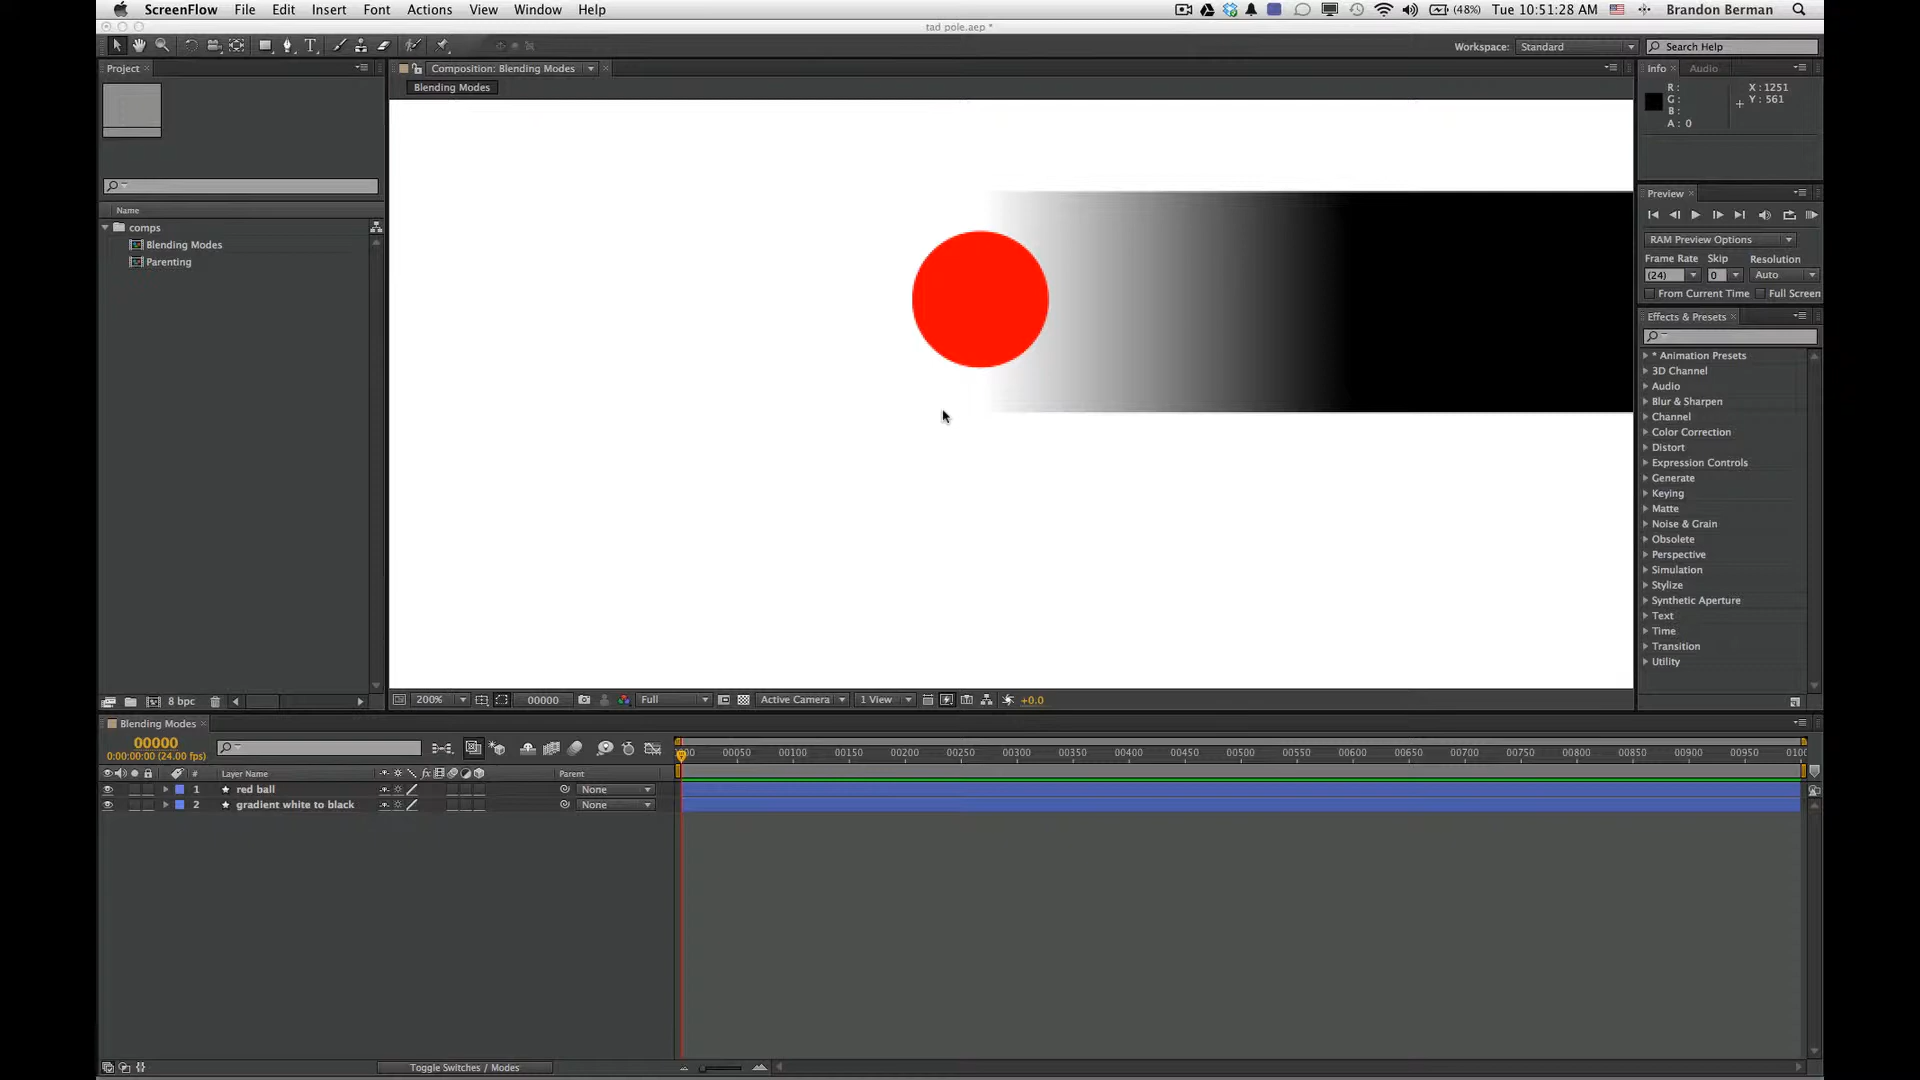 ScreenFlow File Edit Insert Font Actions View Window Help (48%) Tue 10:51:28 AM Brandon Berman
tad pole.aep *
Workspace: Standard Search Help
Project
Composition: Blending Modes
Info Audio
Blending Modes
R :
G :
B :
A : 0
X : 1251
Y : 561
Name
comps
Blending Modes
Parenting
Preview
RAM Preview Options
Frame Rate Skip Resolution
(24) 0 Auto
From Current Time Full Screen
Effects & Presets
* Animation Presets
3D Channel
Audio
Blur & Sharpen
Channel
Color Correction
Distort
Expression Controls
Generate
Keying
Matte
Noise & Grain
Obsolete
Perspective
Simulation
Stylize
Synthetic Aperture
Text
Time
Transition
Utility
8 bpc
200% 00000 Full Active Camera 1 View +0.0
Blending Modes
00000
0:00:00:00 (24.00 fps)
00050 00100 00150 00200 00250 00300 00350 00400 00450 00500 00550 00600 00650 00700 00750 00800 00850 00900 00950
# Layer Name Parent
1 red ball None
2 gradient white to black None
Toggle Switches / Modes